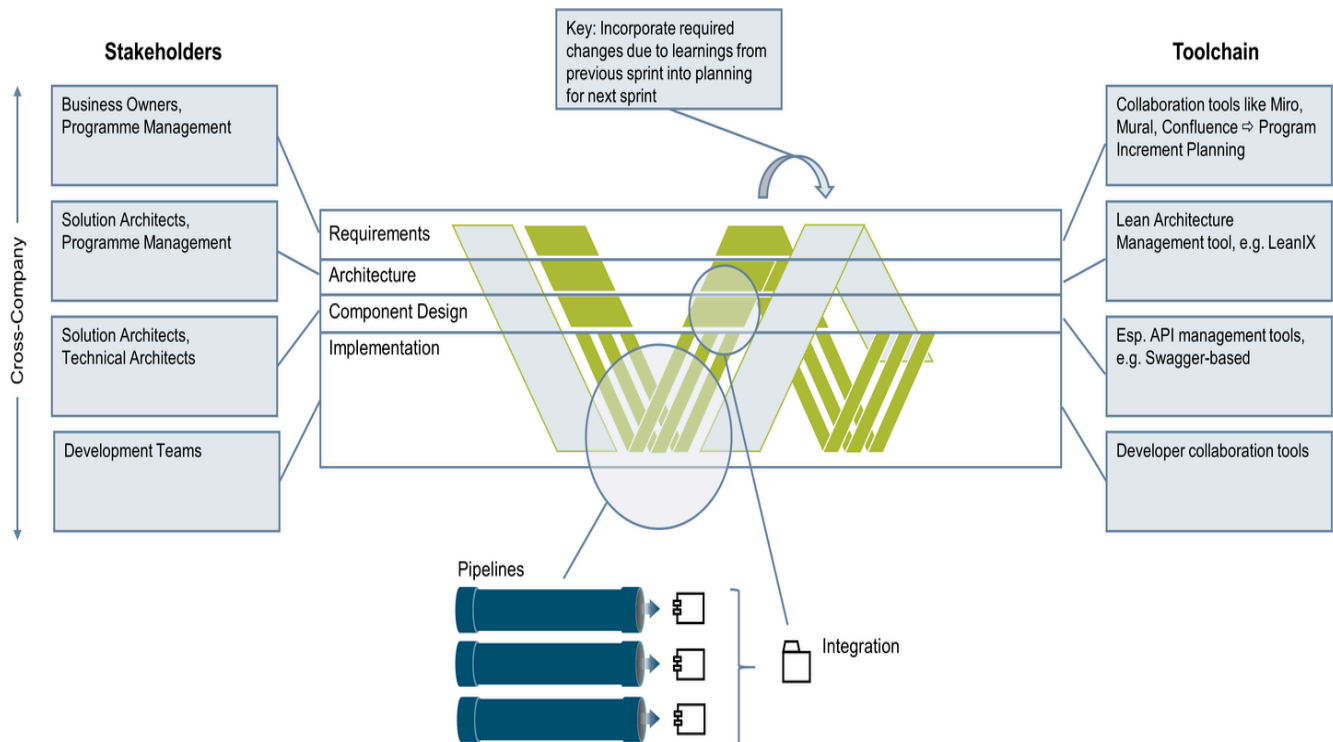 Stakeholders
Key: Incorporate required
changes due to learnings from
previous sprint into planning
for next sprint
Toolchain
Cross-Company
Business Owners,
Programme Management
Solution Architects,
Programme Management
Solution Architects,
Technical Architects
Development Teams
Requirements
Architecture
Component Design
Implementation
Collaboration tools like Miro,
Mural, Confluence ⇨ Program
Increment Planning
Lean Architecture
Management tool, e.g. LeanIX
Esp. API management tools,
e.g. Swagger-based
Developer collaboration tools
Pipelines
Integration